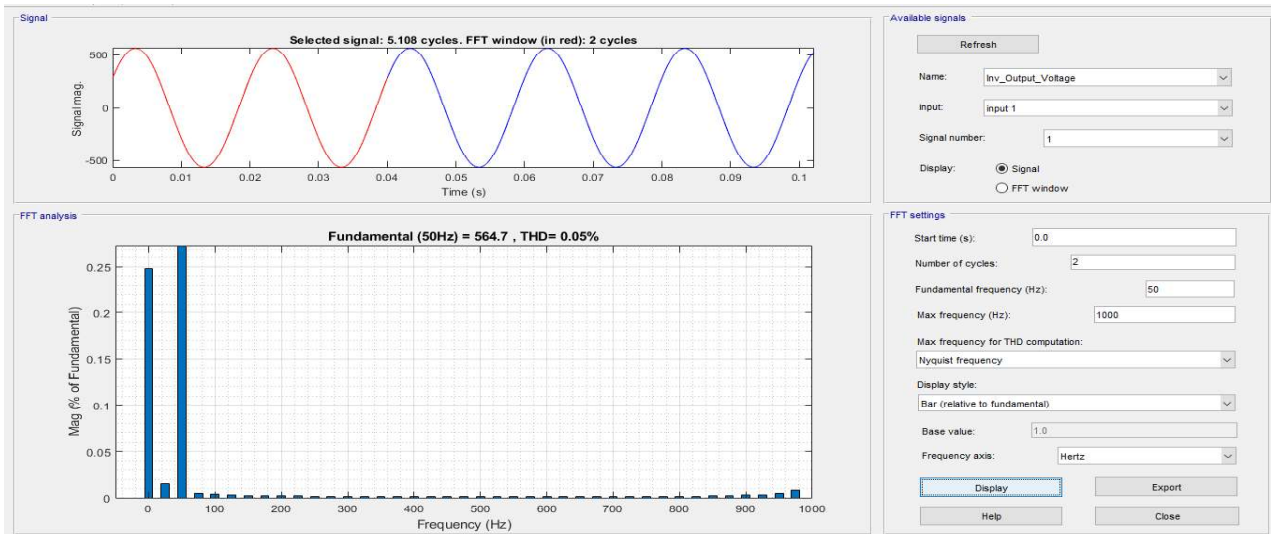 Signal
Selected signal: 5.108 cycles. FFT window (in red): 2 cycles
500
0
-500
Signal mag.
0 0.01 0.02 0.03 0.04 0.05 0.06 0.07 0.08 0.09 0.1
Time (s)
FFT analysis
Fundamental (50Hz) = 564.7 , THD= 0.05%
0.25
0.2
0.15
0.1
0.05
0
Mag (% of Fundamental)
0 100 200 300 400 500 600 700 800 900 1000
Frequency (Hz)
Available signals
Refresh
Name: Inv_Output_Voltage
input: input 1
Signal number: 1
Display: Signal
FFT window
FFT settings
Start time (s): 0.0
Number of cycles: 2
Fundamental frequency (Hz): 50
Max frequency (Hz): 1000
Max frequency for THD computation:
Nyquist frequency
Display style:
Bar (relative to fundamental)
Base value: 1.0
Frequency axis: Hertz
Display Export
Help Close